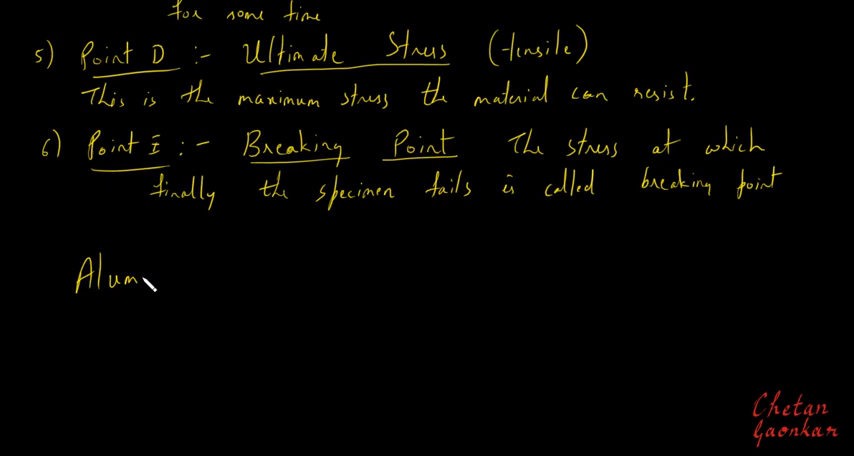 for some time
5) Point D :- Ultimate Stress (tensile)
This is the maximum stress the material can resist.
6) Point E :- Breaking Point The stress at which
finally the specimen fails is called breaking point
Alum
Chetan
Gaonkar